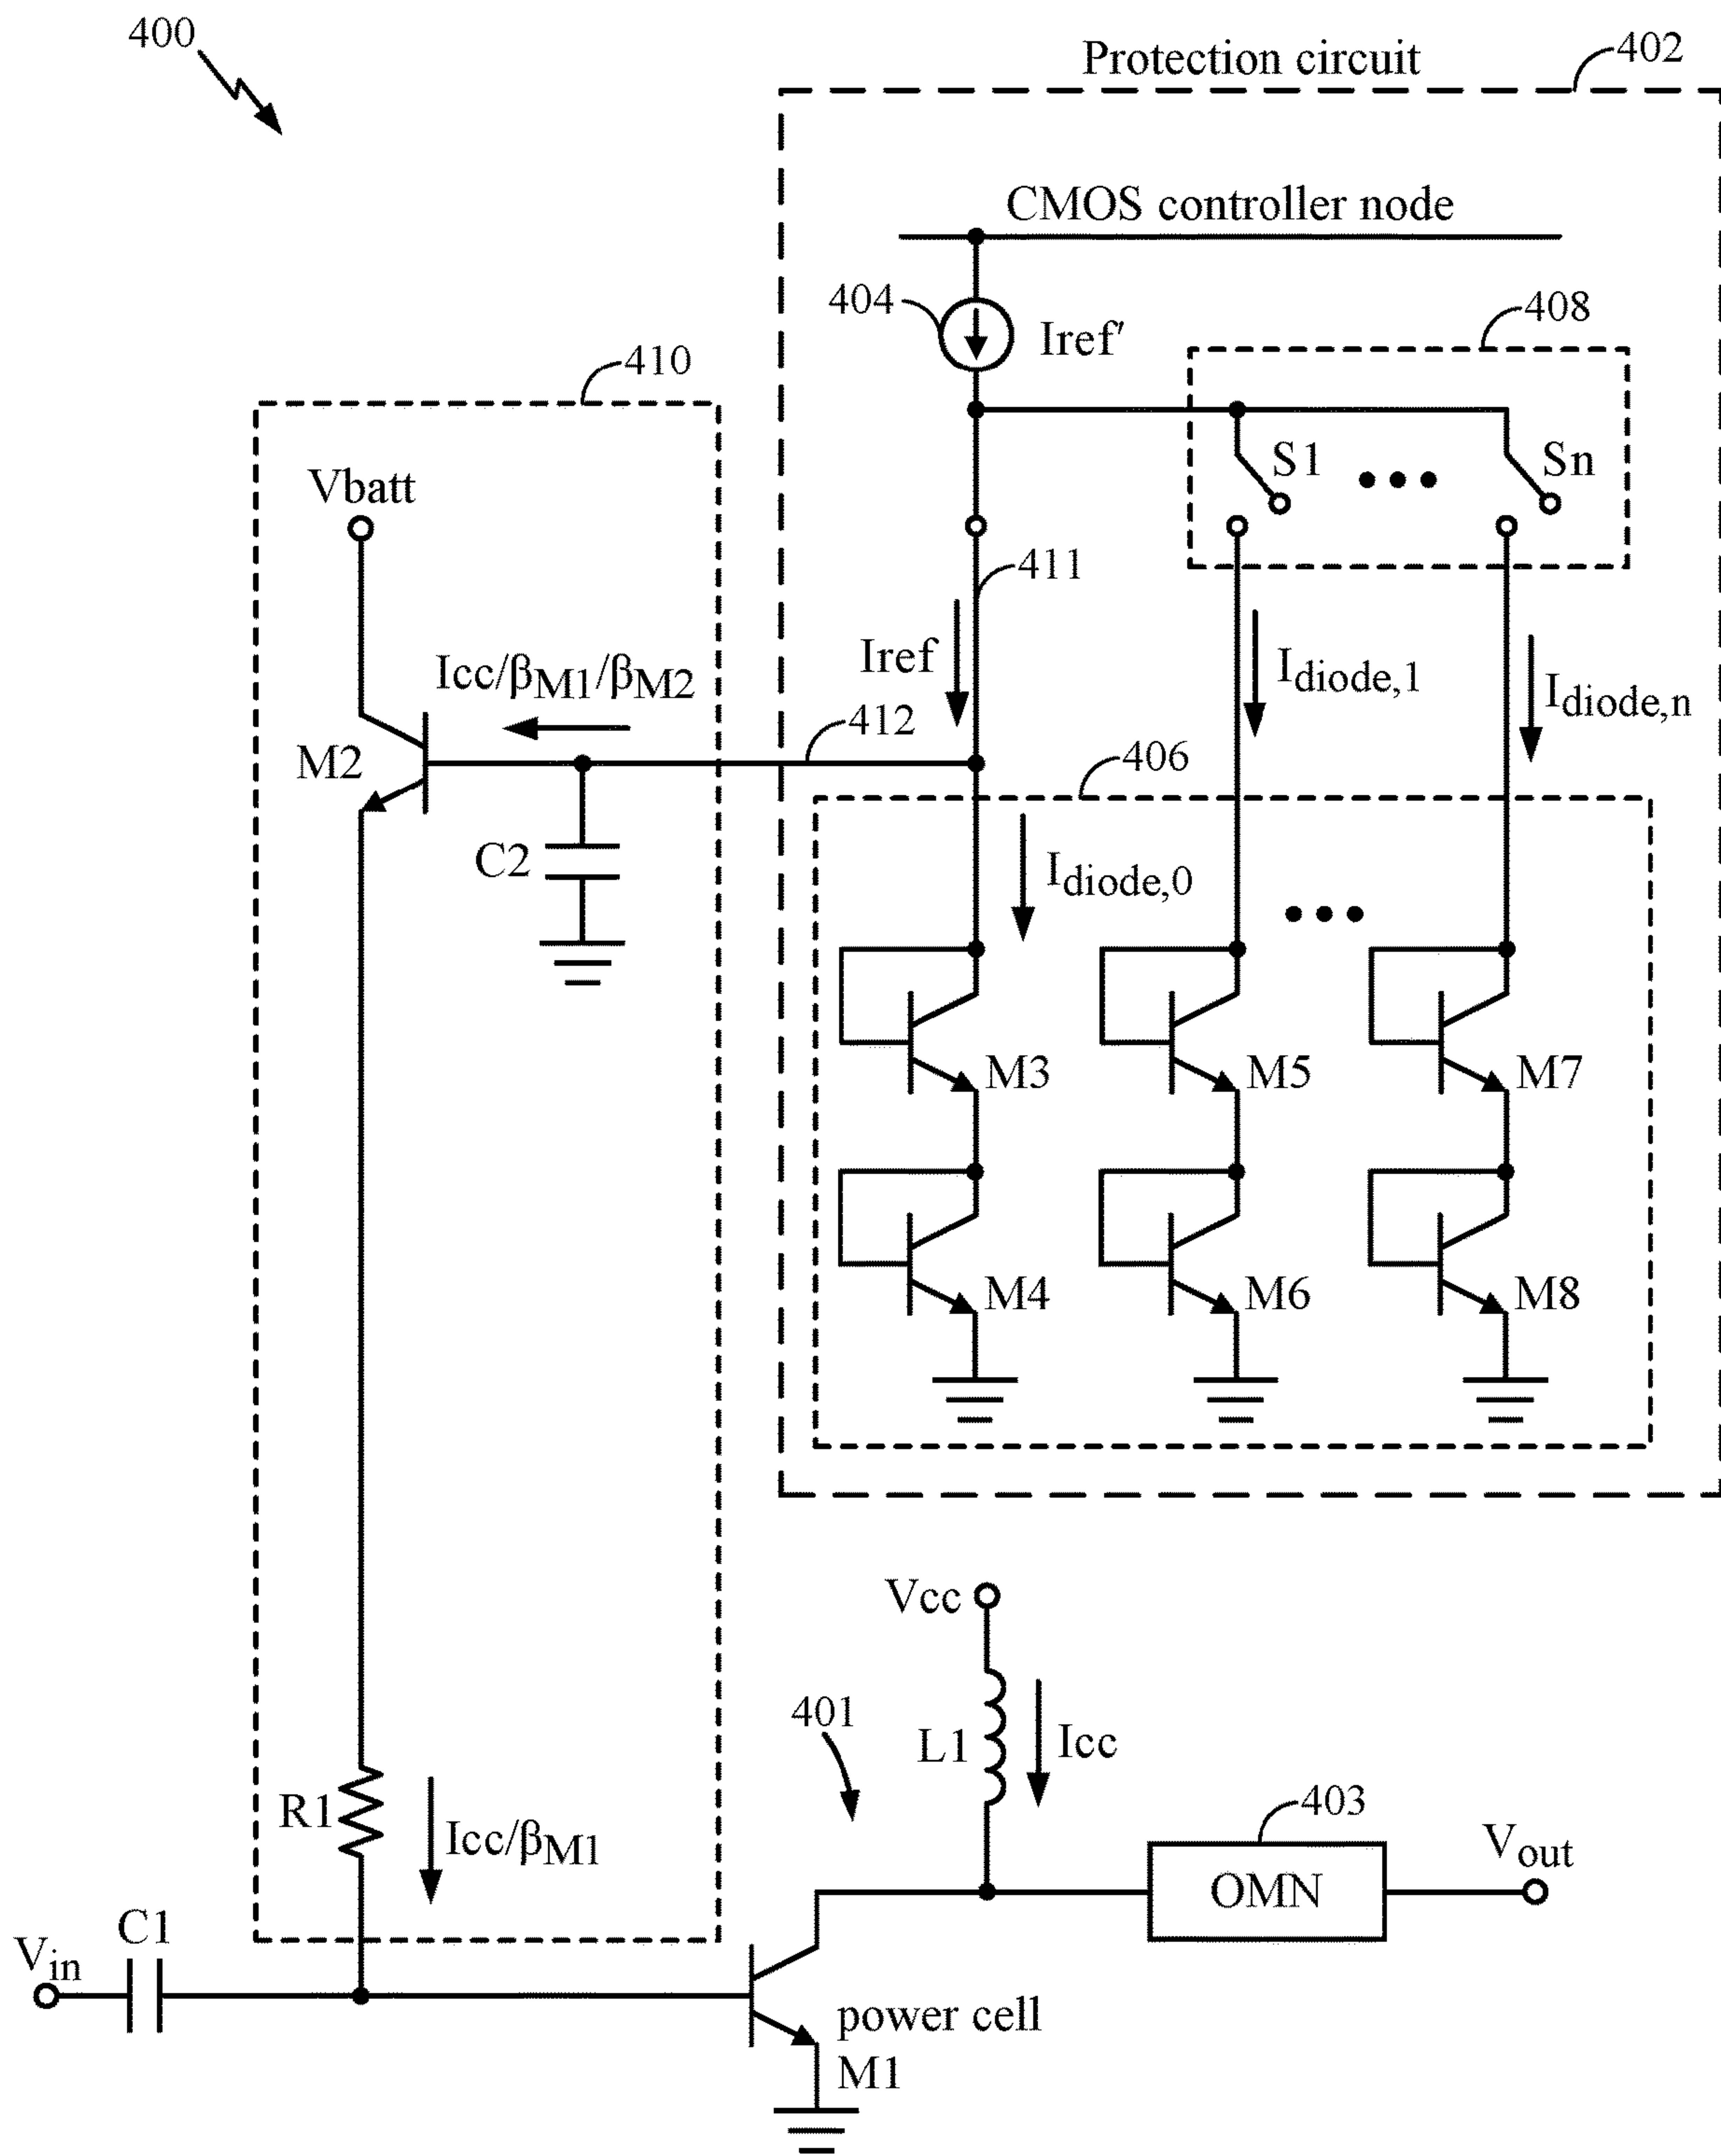 400
402
Protection circuit
CMOS controller node
404
Iref′
408
410
S1
Sn
Vbatt
411
Icc/βM1/βM2
Iref
Idiode,1
Idiode,n
412
M2
406
C2
Idiode,0
M3
M5
M7
M4
M6
M8
Vcc
401
L1
Icc
R1
Icc/βM1
403
Vout
OMN
C1
Vin
power cell
M1